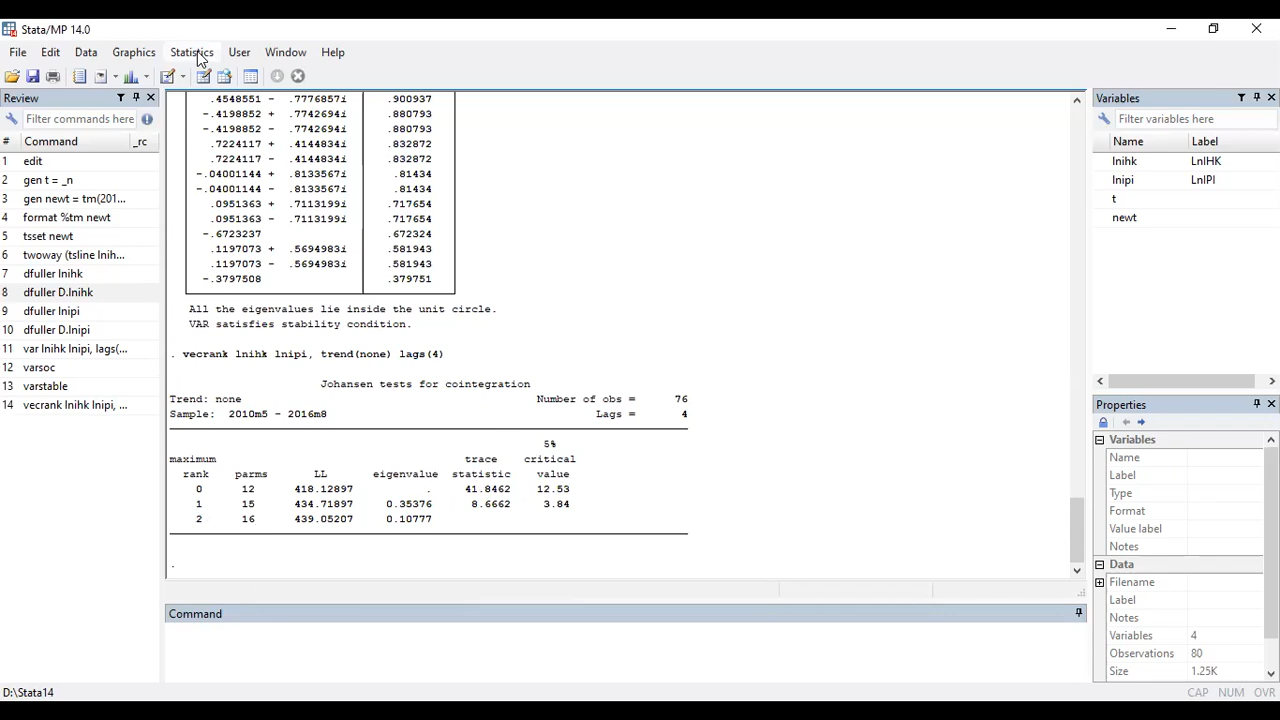 Stata/MP 14.0
File Edit Data Graphics Statistics User Window Help
Review
Filter commands here
# Command _rc
1 edit
2 gen t = _n
3 gen newt = tm(201...
4 format %tm newt
5 tsset newt
6 twoway (tsline lnih...
7 dfuller lnihk
8 dfuller D.lnihk
9 dfuller lnipi
10 dfuller D.lnipi
11 var lnihk lnipi, lags(...
12 varsoc
13 varstable
14 vecrank lnihk lnipi, ...
.4548551 - .7776857i .900937
-.4198852 + .7742694i .880793
-.4198852 - .7742694i .880793
.7224117 + .4144834i .832872
.7224117 - .4144834i .832872
-.04001144 + .8133567i .81434
-.04001144 - .8133567i .81434
.0951363 + .7113199i .717654
.0951363 - .7113199i .717654
-.6723237 .672324
.1197073 + .5694983i .581943
.1197073 - .5694983i .581943
-.3797508 .379751
All the eigenvalues lie inside the unit circle.
VAR satisfies stability condition.
. vecrank lnihk lnipi, trend(none) lags(4)
Johansen tests for cointegration
Trend: none Number of obs = 76
Sample: 2010m5 - 2016m8 Lags = 4
5%
maximum trace critical
rank parms LL eigenvalue statistic value
0 12 418.12897 . 41.8462 12.53
1 15 434.71897 0.35376 8.6662 3.84
2 16 439.05207 0.10777
.
Command
Variables
Filter variables here
Name Label
lnihk LnIHK
lnipi LnIPI
t
newt
Properties
Variables
Name
Label
Type
Format
Value label
Notes
Data
Filename
Label
Notes
Variables 4
Observations 80
Size 1.25K
D:\Stata14
CAP NUM OVR